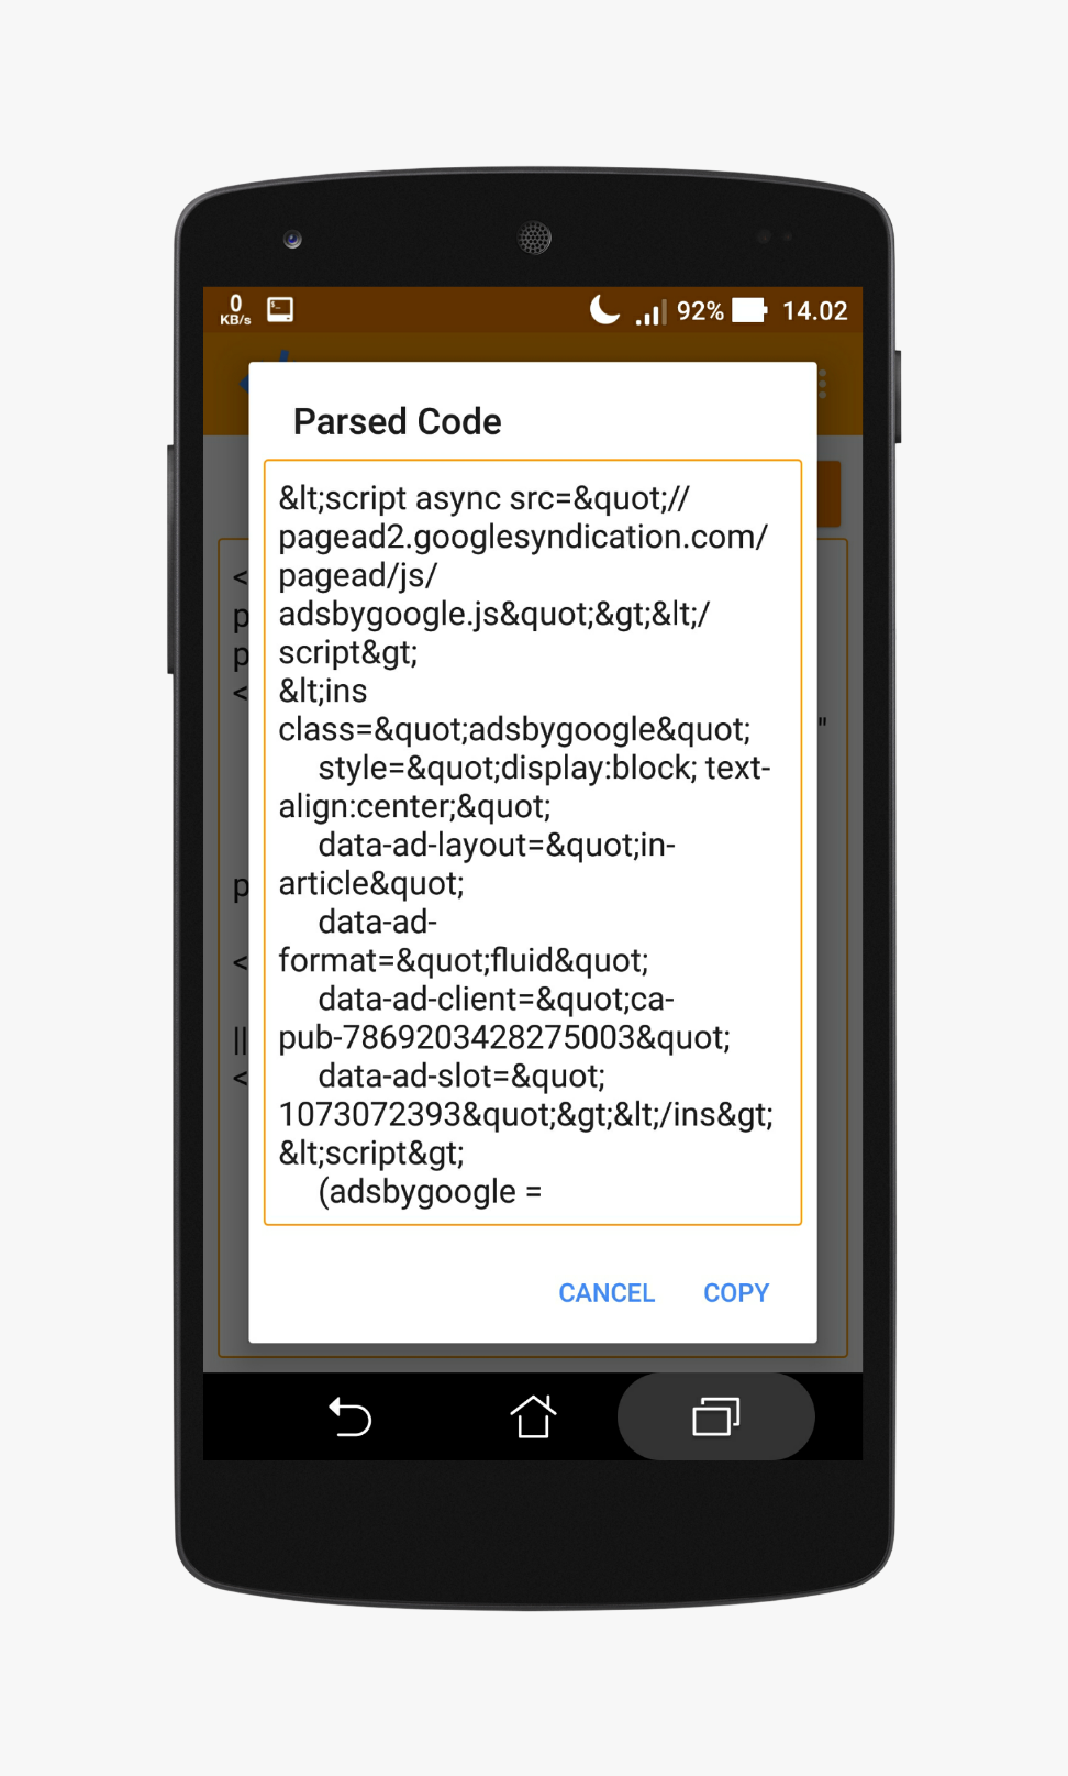 0
KB/s
92%
14.02
Parsed Code
&lt;script async src=&quot;//
pagead2.googlesyndication.com/
pagead/js/
adsbygoogle.js&quot;&gt;&lt;/
script&gt;
&lt;ins
class=&quot;adsbygoogle&quot;
style=&quot;display:block; text-
align:center;&quot;
data-ad-layout=&quot;in-
article&quot;
data-ad-
format=&quot;fluid&quot;
data-ad-client=&quot;ca-
pub-7869203428275003&quot;
data-ad-slot=&quot;
1073072393&quot;&gt;&lt;/ins&gt;
&lt;script&gt;
(adsbygoogle =
CANCEL COPY